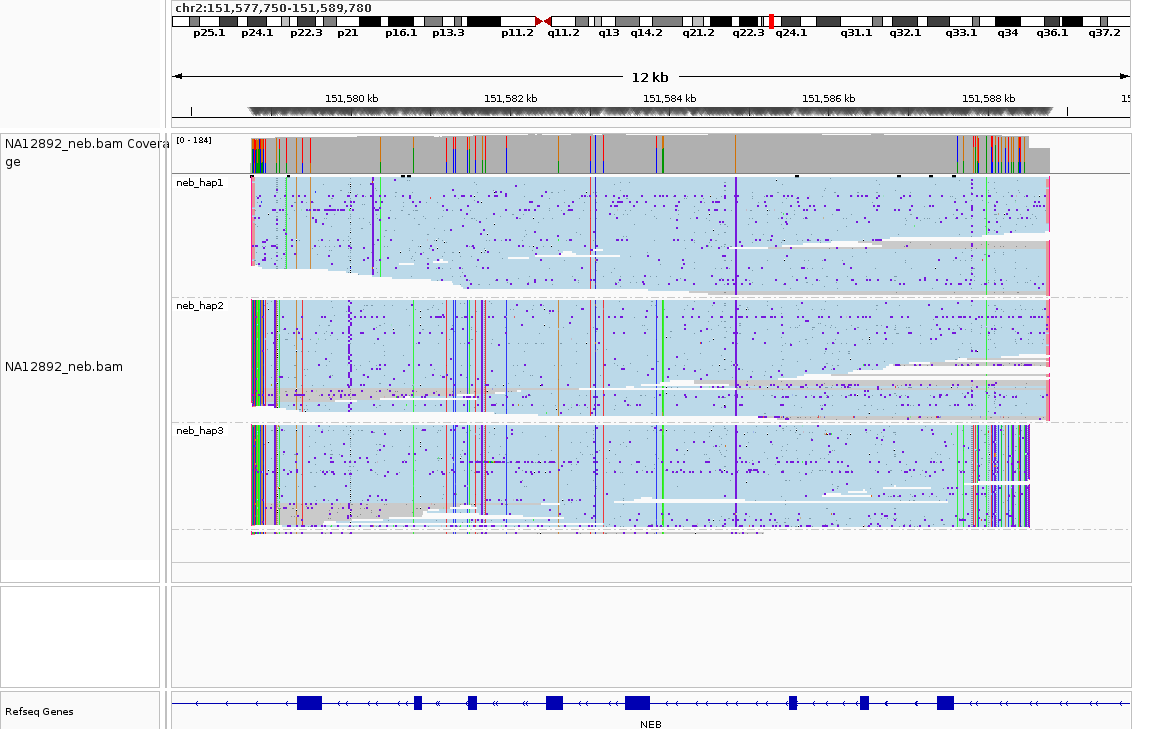 chr2:151,577,750-151,589,780
p25.1 p24.1 p22.3 p21 p16.1 p13.3 p11.2 q11.2 q13 q14.2 q21.2 q22.3 q24.1 q31.1 q32.1 q33.1 q34 q36.1 q37.2
12 kb
151,580 kb 151,582 kb 151,584 kb 151,586 kb 151,588 kb 15
NA12892_neb.bam Covera
ge
[0 - 184]
neb_hap1
neb_hap2
NA12892_neb.bam
neb_hap3
Refseq Genes
NEB